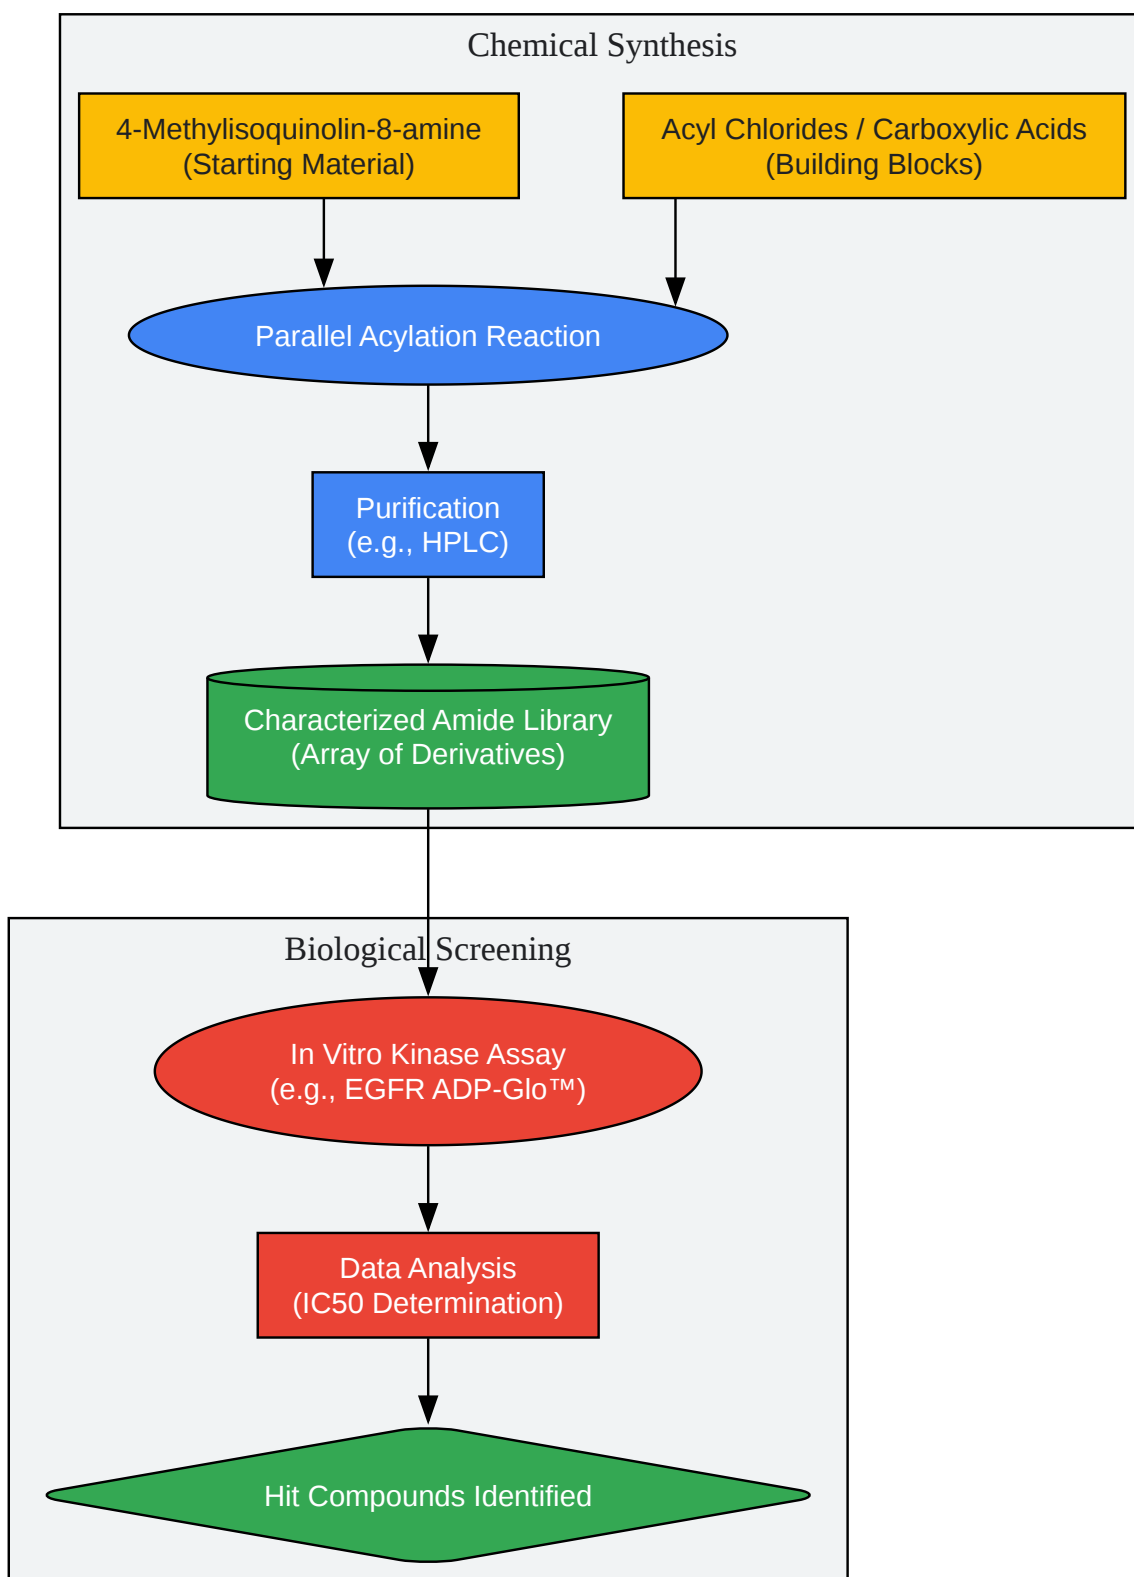 Chemical Synthesis
4-Methylisoquinolin-8-amine
(Starting Material)
Acyl Chlorides / Carboxylic Acids
(Building Blocks)
Parallel Acylation Reaction
Purification
(e.g., HPLC)
Characterized Amide Library
(Array of Derivatives)
Biological Screening
In Vitro Kinase Assay
(e.g., EGFR ADP-Glo™)
Data Analysis
(IC50 Determination)
Hit Compounds Identified